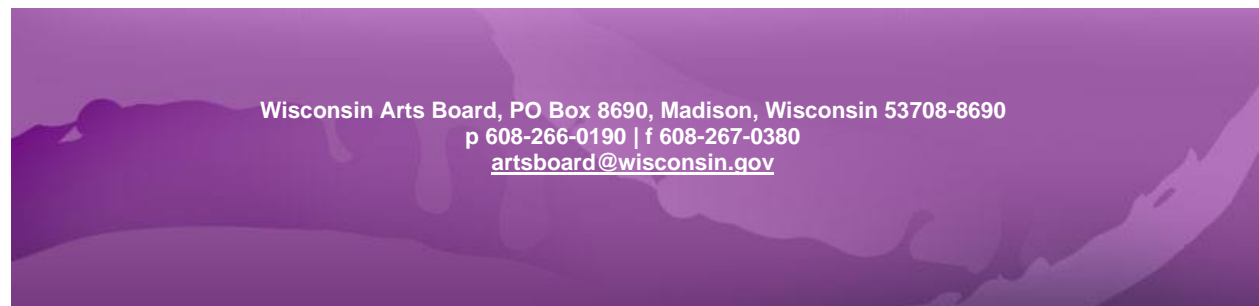 Wisconsin Arts Board, PO Box 8690, Madison, Wisconsin 53708-8690
p 608-266-0190 | f 608-267-0380
artsboard@wisconsin.gov